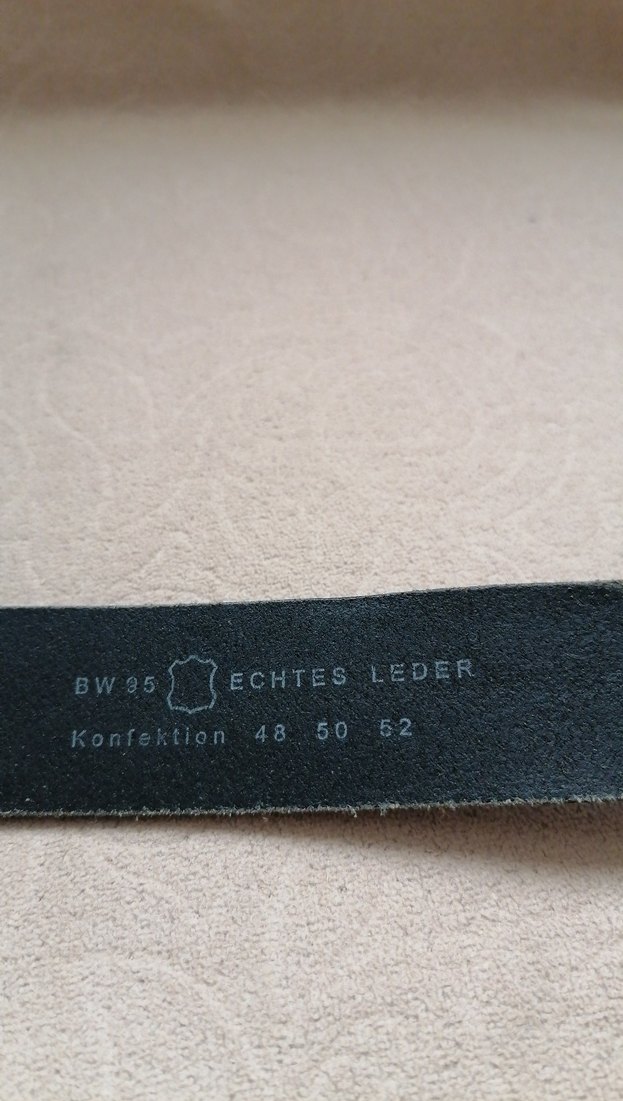 BW 95 ECHTES LEDER
Konfektion 48 50 52